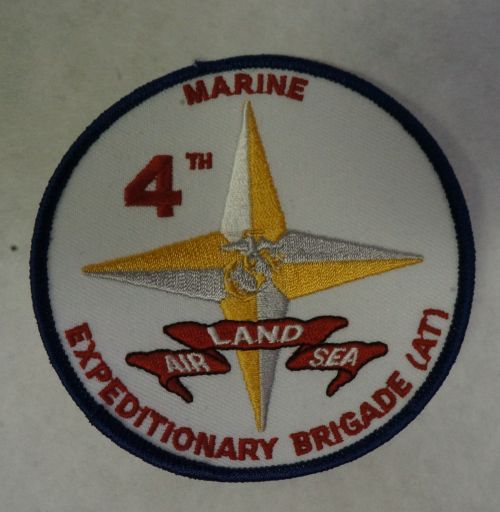 MARINE
4TH
AIR LAND SEA
EXPEDITIONARY BRIGADE (AT)